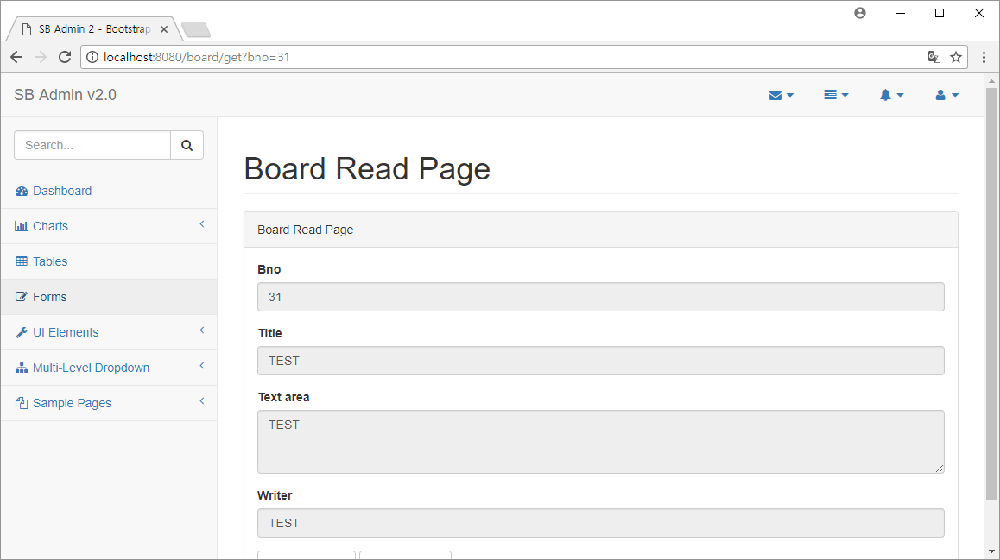 SB Admin 2 - Bootstrap
localhost:8080/board/get?bno=31
SB Admin v2.0
Search...
Dashboard
Charts
Tables
Forms
UI Elements
Multi-Level Dropdown
Sample Pages
Board Read Page
Board Read Page
Bno
31
Title
TEST
Text area
TEST
Writer
TEST